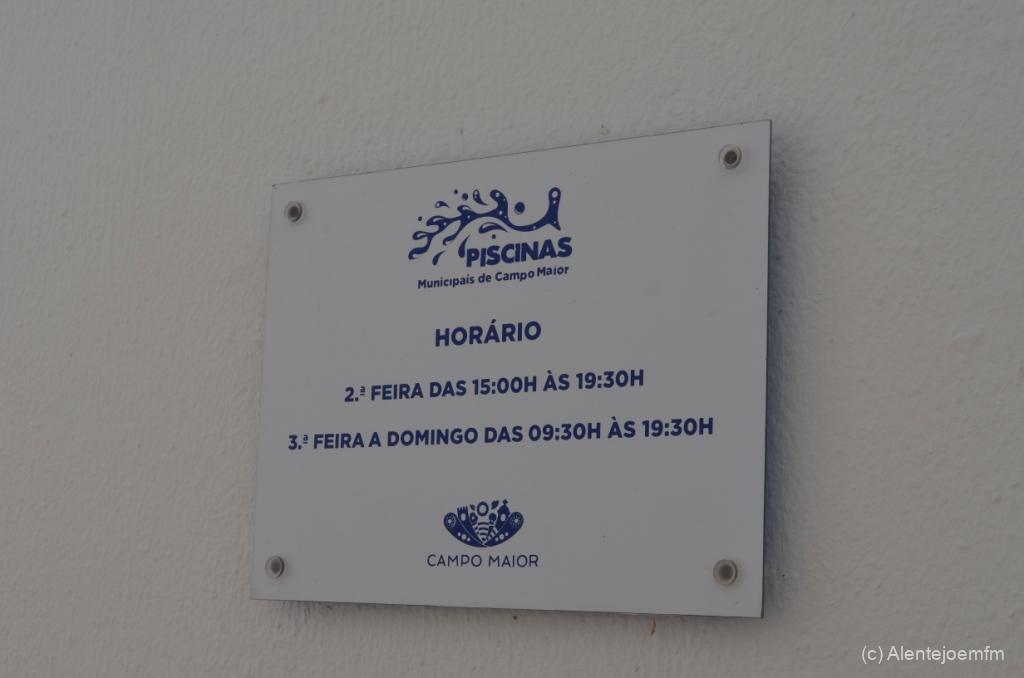 PISCINAS
Municipais de Campo Maior
HORÁRIO
2.ª FEIRA DAS 15:00H ÀS 19:30H
3.ª FEIRA A DOMINGO DAS 09:30H ÀS 19:30H
CAMPO MAIOR
(c) Alentejoemfm